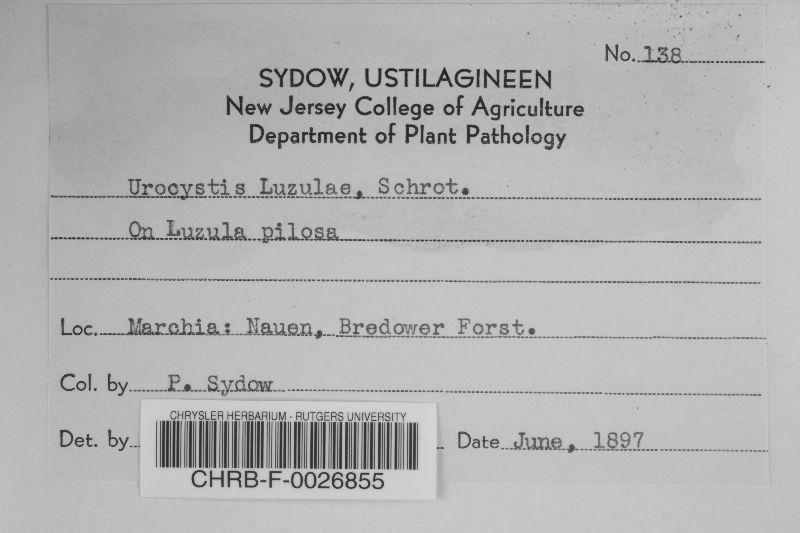 No. 138
SYDOW, USTILAGINEEN
New Jersey College of Agriculture
Department of Plant Pathology
Urocystis Luzulae, Schrot.
On Luzula pilosa
Loc. Marchia: Nauen, Bredower Forst.
Col. by P. Sydow
CHRYSLER HERBARIUM - RUTGERS UNIVERSITY
Det. by
Date June, 1897
CHRB-F-0026855